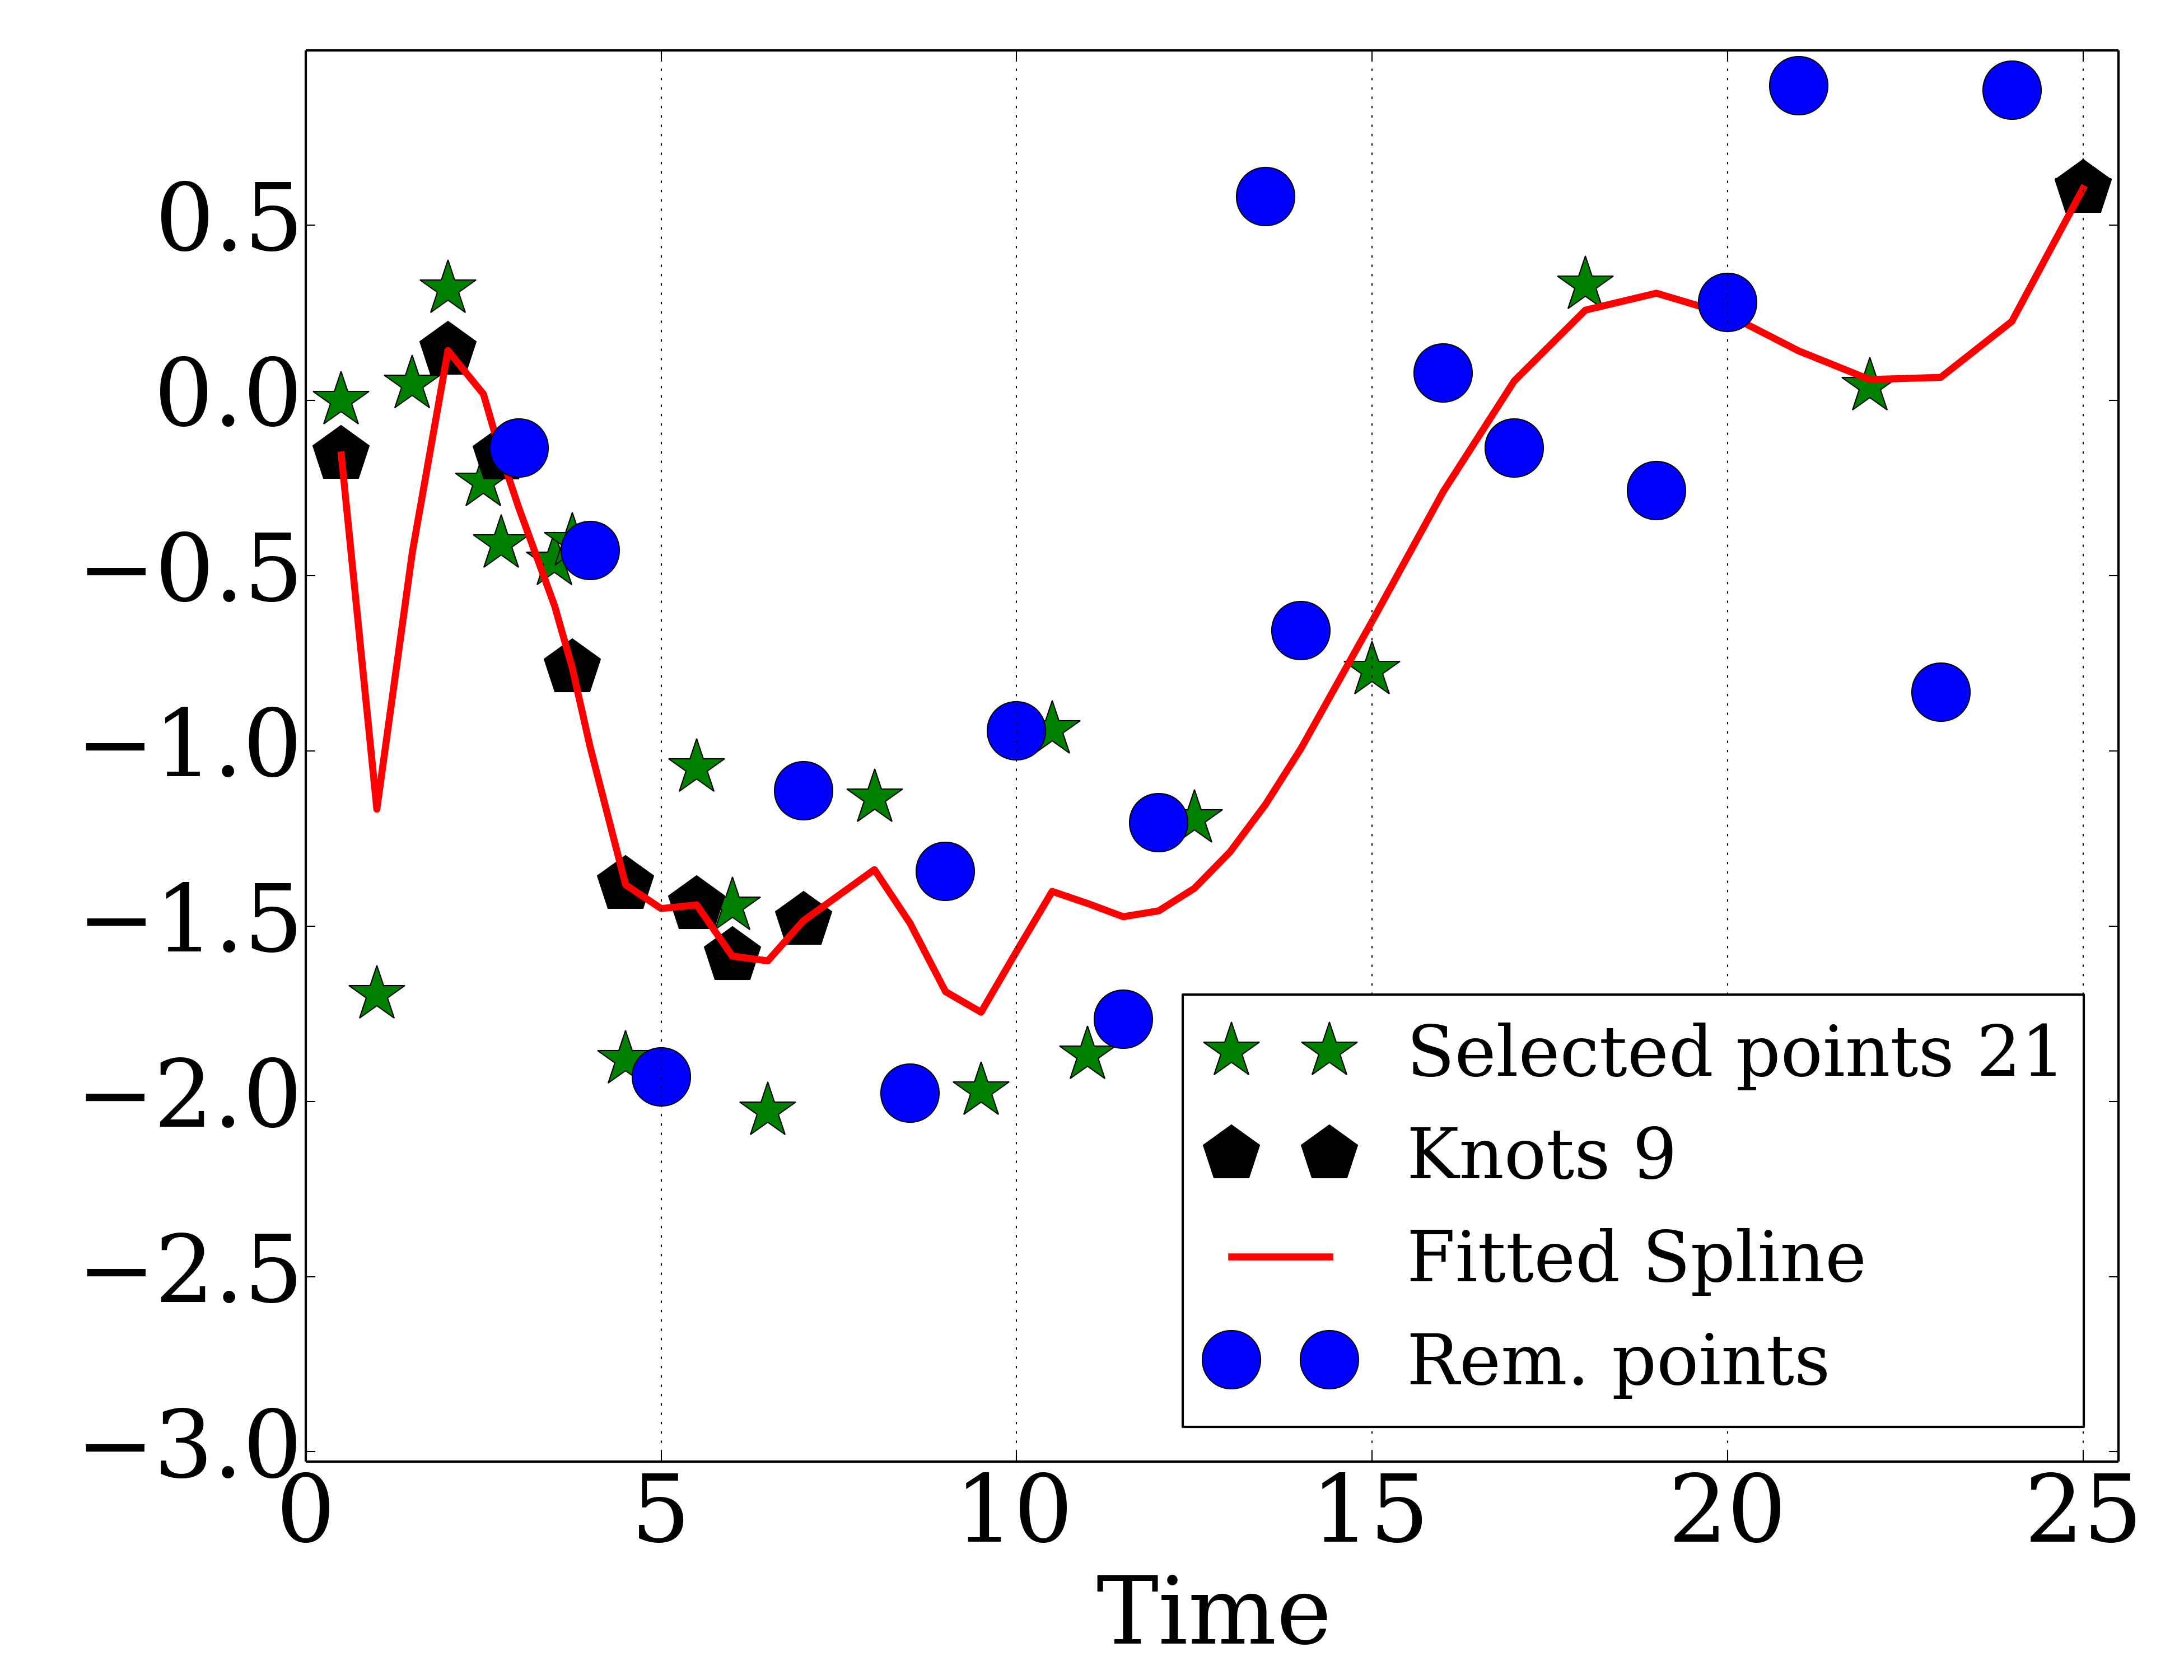 0.5
0.0
−0.5
−1.0
−1.5
−2.0
−2.5
−3.0
0 5 10 15 20 25
Time
Selected points 21
Knots 9
Fitted Spline
Rem. points